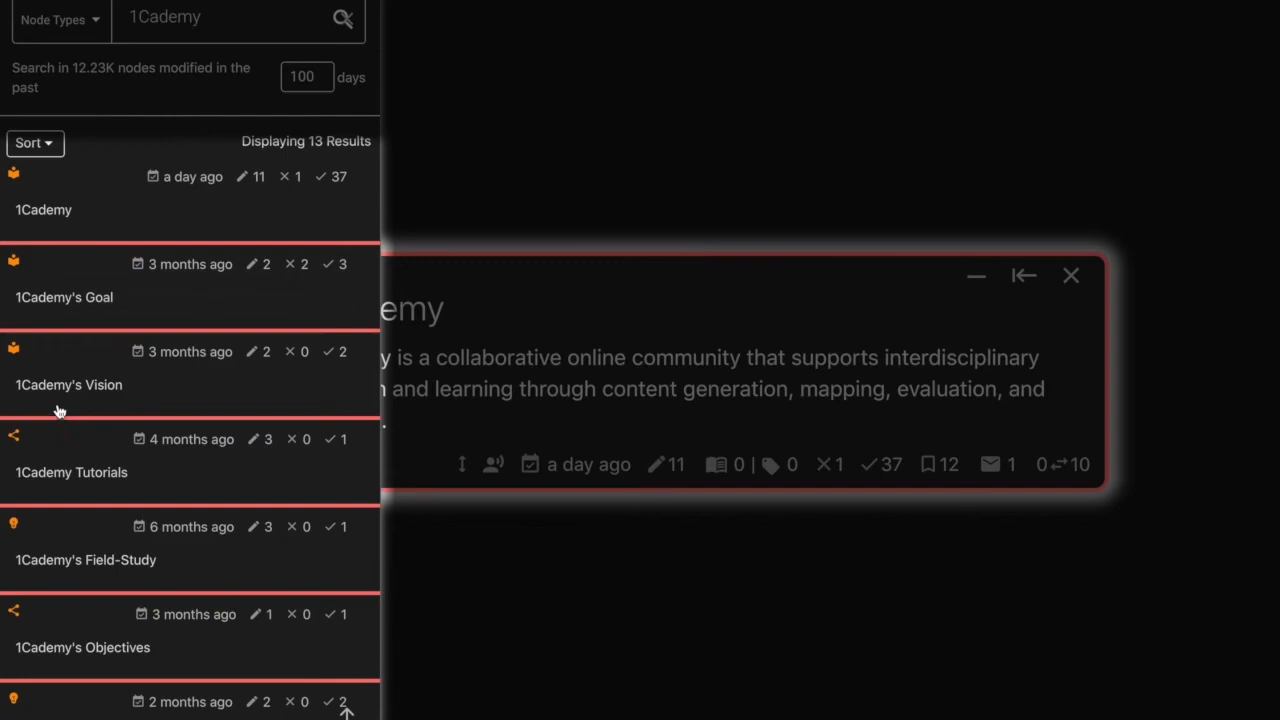 Node Types
1Cademy
Search in 12.23K nodes modified in the
past
100 days
Sort
Displaying 13 Results
a day ago 11 1 37
1Cademy
3 months ago 2 2 3
1Cademy's Goal
3 months ago 2 0 2
1Cademy's Vision
4 months ago 3 0 1
1Cademy Tutorials
6 months ago 3 0 1
1Cademy's Field-Study
3 months ago 1 0 1
1Cademy's Objectives
2 months ago 2 0 2
emy
y is a collaborative online community that supports interdisciplinary
and learning through content generation, mapping, evaluation, and
.
a day ago 11 0 | 0 1 37 12 1 0 10